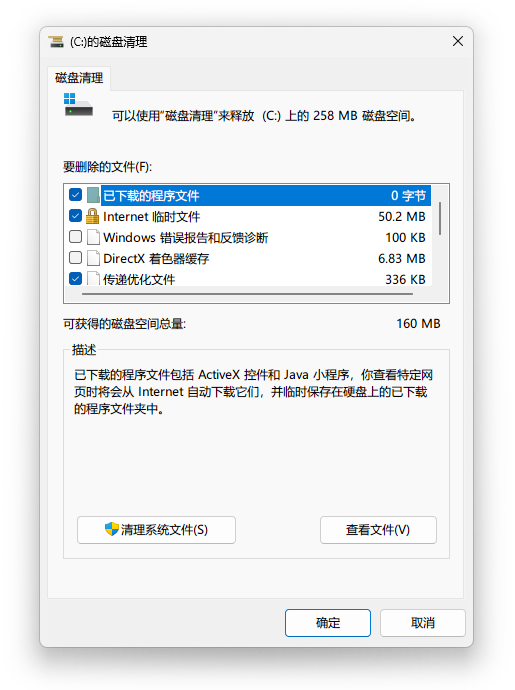 (C:)的磁盘清理
磁盘清理
可以使用"磁盘清理"来释放  (C:) 上的 258 MB 磁盘空间。
要删除的文件(F):
已下载的程序文件 0 字节
Internet 临时文件 50.2 MB
Windows 错误报告和反馈诊断 100 KB
DirectX 着色器缓存 6.83 MB
传递优化文件 336 KB
可获得的磁盘空间总量: 160 MB
描述
已下载的程序文件包括 ActiveX 控件和 Java 小程序，你查看特定网
页时将会从 Internet 自动下载它们，并临时保存在硬盘上的已下载
的程序文件夹中。
清理系统文件(S) 查看文件(V)
确定 取消